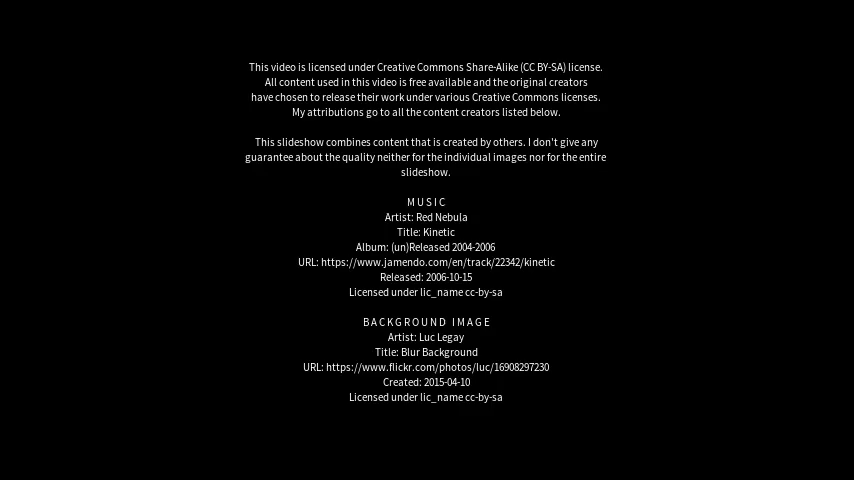 This video is licensed under Creative Commons Share-Alike (CC BY-SA) license.
All content used in this video is free available and the original creators
have chosen to release their work under various Creative Commons licenses.
My attributions go to all the content creators listed below.
This slideshow combines content that is created by others. I don't give any
guarantee about the quality neither for the individual images nor for the entire
slideshow.
MUSIC
Artist: Red Nebula
Title: Kinetic
Album: (un)Released 2004-2006
URL: https://www.jamendo.com/en/track/22342/kinetic
Released: 2006-10-15
Licensed under lic_name cc-by-sa
BACKGROUND IMAGE
Artist: Luc Legay
Title: Blur Background
URL: https://www.flickr.com/photos/luc/16908297230
Created: 2015-04-10
Licensed under lic_name cc-by-sa